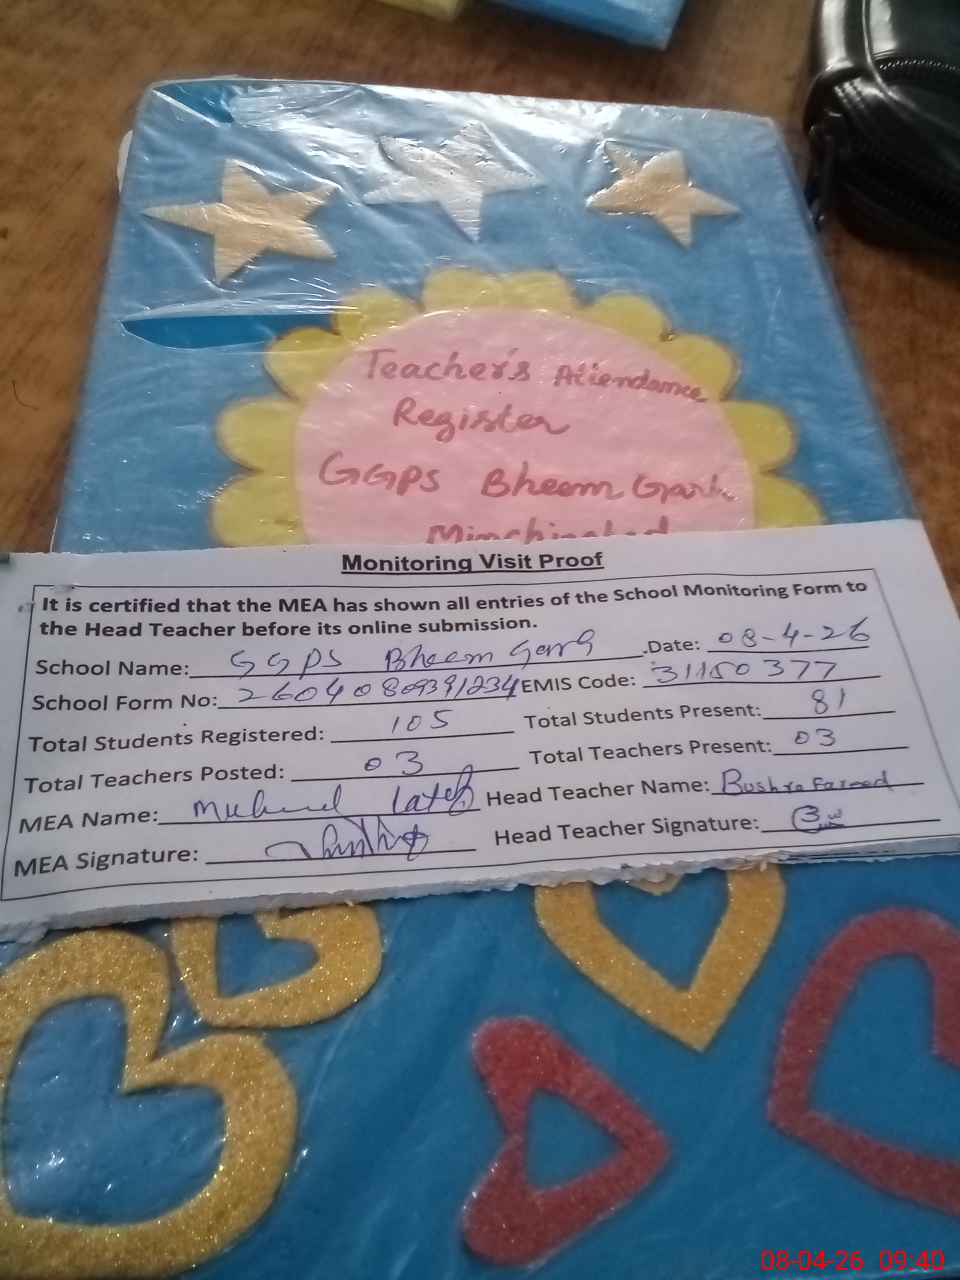 Teacher's Attendance
Register
GGPS Bheem Garh
Monitoring Visit Proof
It is certified that the MEA has shown all entries of the School Monitoring Form to
the Head Teacher before its online submission.
School Name: GGPS Bheem Garh Date: 08-4-26
School Form No: EMIS Code: 31150377
Total Students Registered: 105 Total Students Present: 81
Total Teachers Posted: 03 Total Teachers Present: 03
MEA Name: Head Teacher Name: Bushra Fareed
MEA Signature: Head Teacher Signature:
08-04-26 09:40